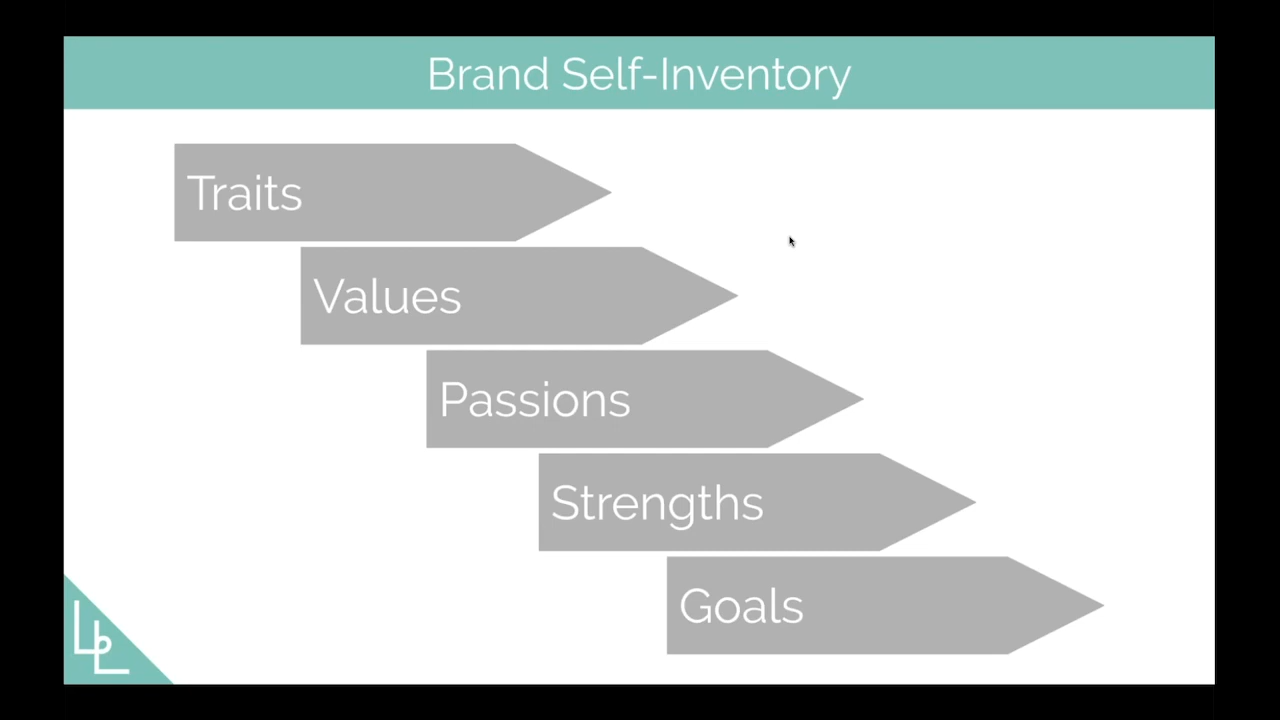 Brand Self-Inventory
Traits
Values
Passions
Strengths
Goals